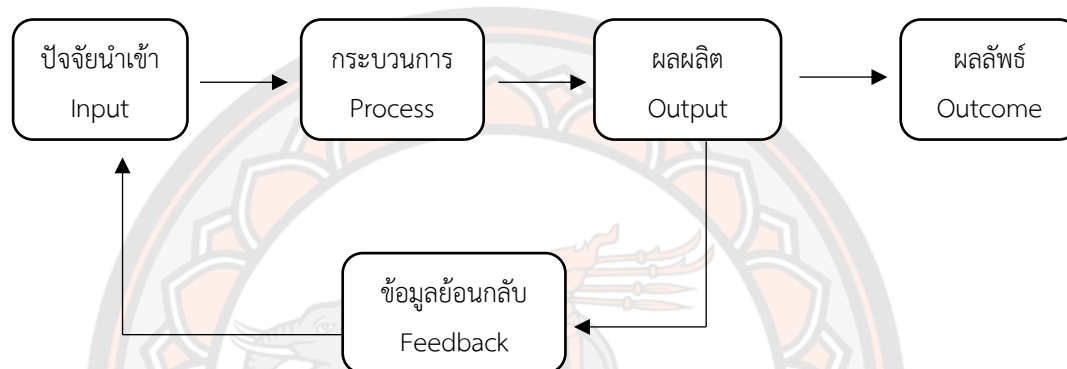 ปัจจัยนำเข้า
Input
กระบวนการ
Process
ผลผลิต
Output
ผลลัพธ์
Outcome
ข้อมูลย้อนกลับ
Feedback